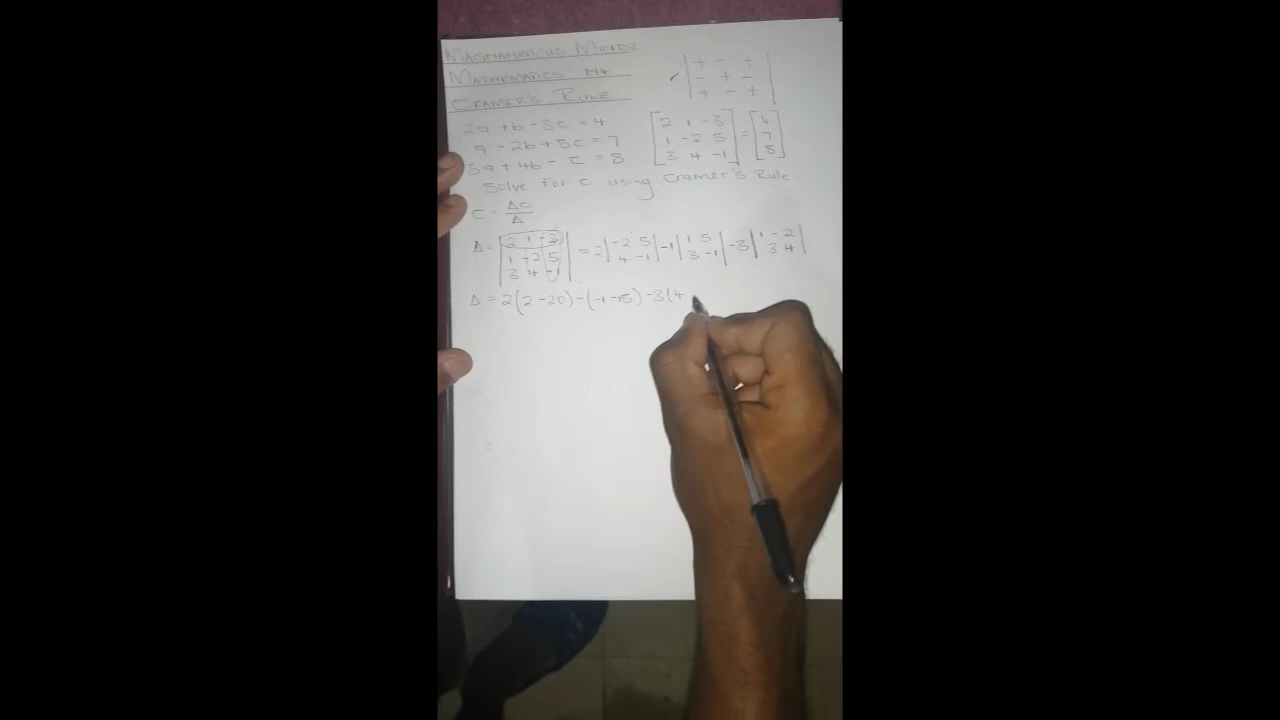 MAGNANIMOUS MINDZ
MATHEMATICS N4
CRAMER'S RULE
✓ | + - + |
| - + - |
| + - + |
2a + b - 3c = 4
a - 2b + 5c = 7
3a + 4b - c = 8
[ 2 1 -3 ] = [ 4 ]
[ 1 -2 5 ] [ 7 ]
[ 3 4 -1 ] [ 8 ]
Solve for c using Cramer's Rule
c = Δc / Δ
Δ = | 2 1 -3 | = 2 | -2 5 | -1 | 1 5 | -3 | 1 -2 |
| 1 -2 5 | | 4 -1 | | 3 -1 | | 3 4 |
| 3 4 -1 |
Δ = 2(2 - 20) - (-1 - 15) - 3(4